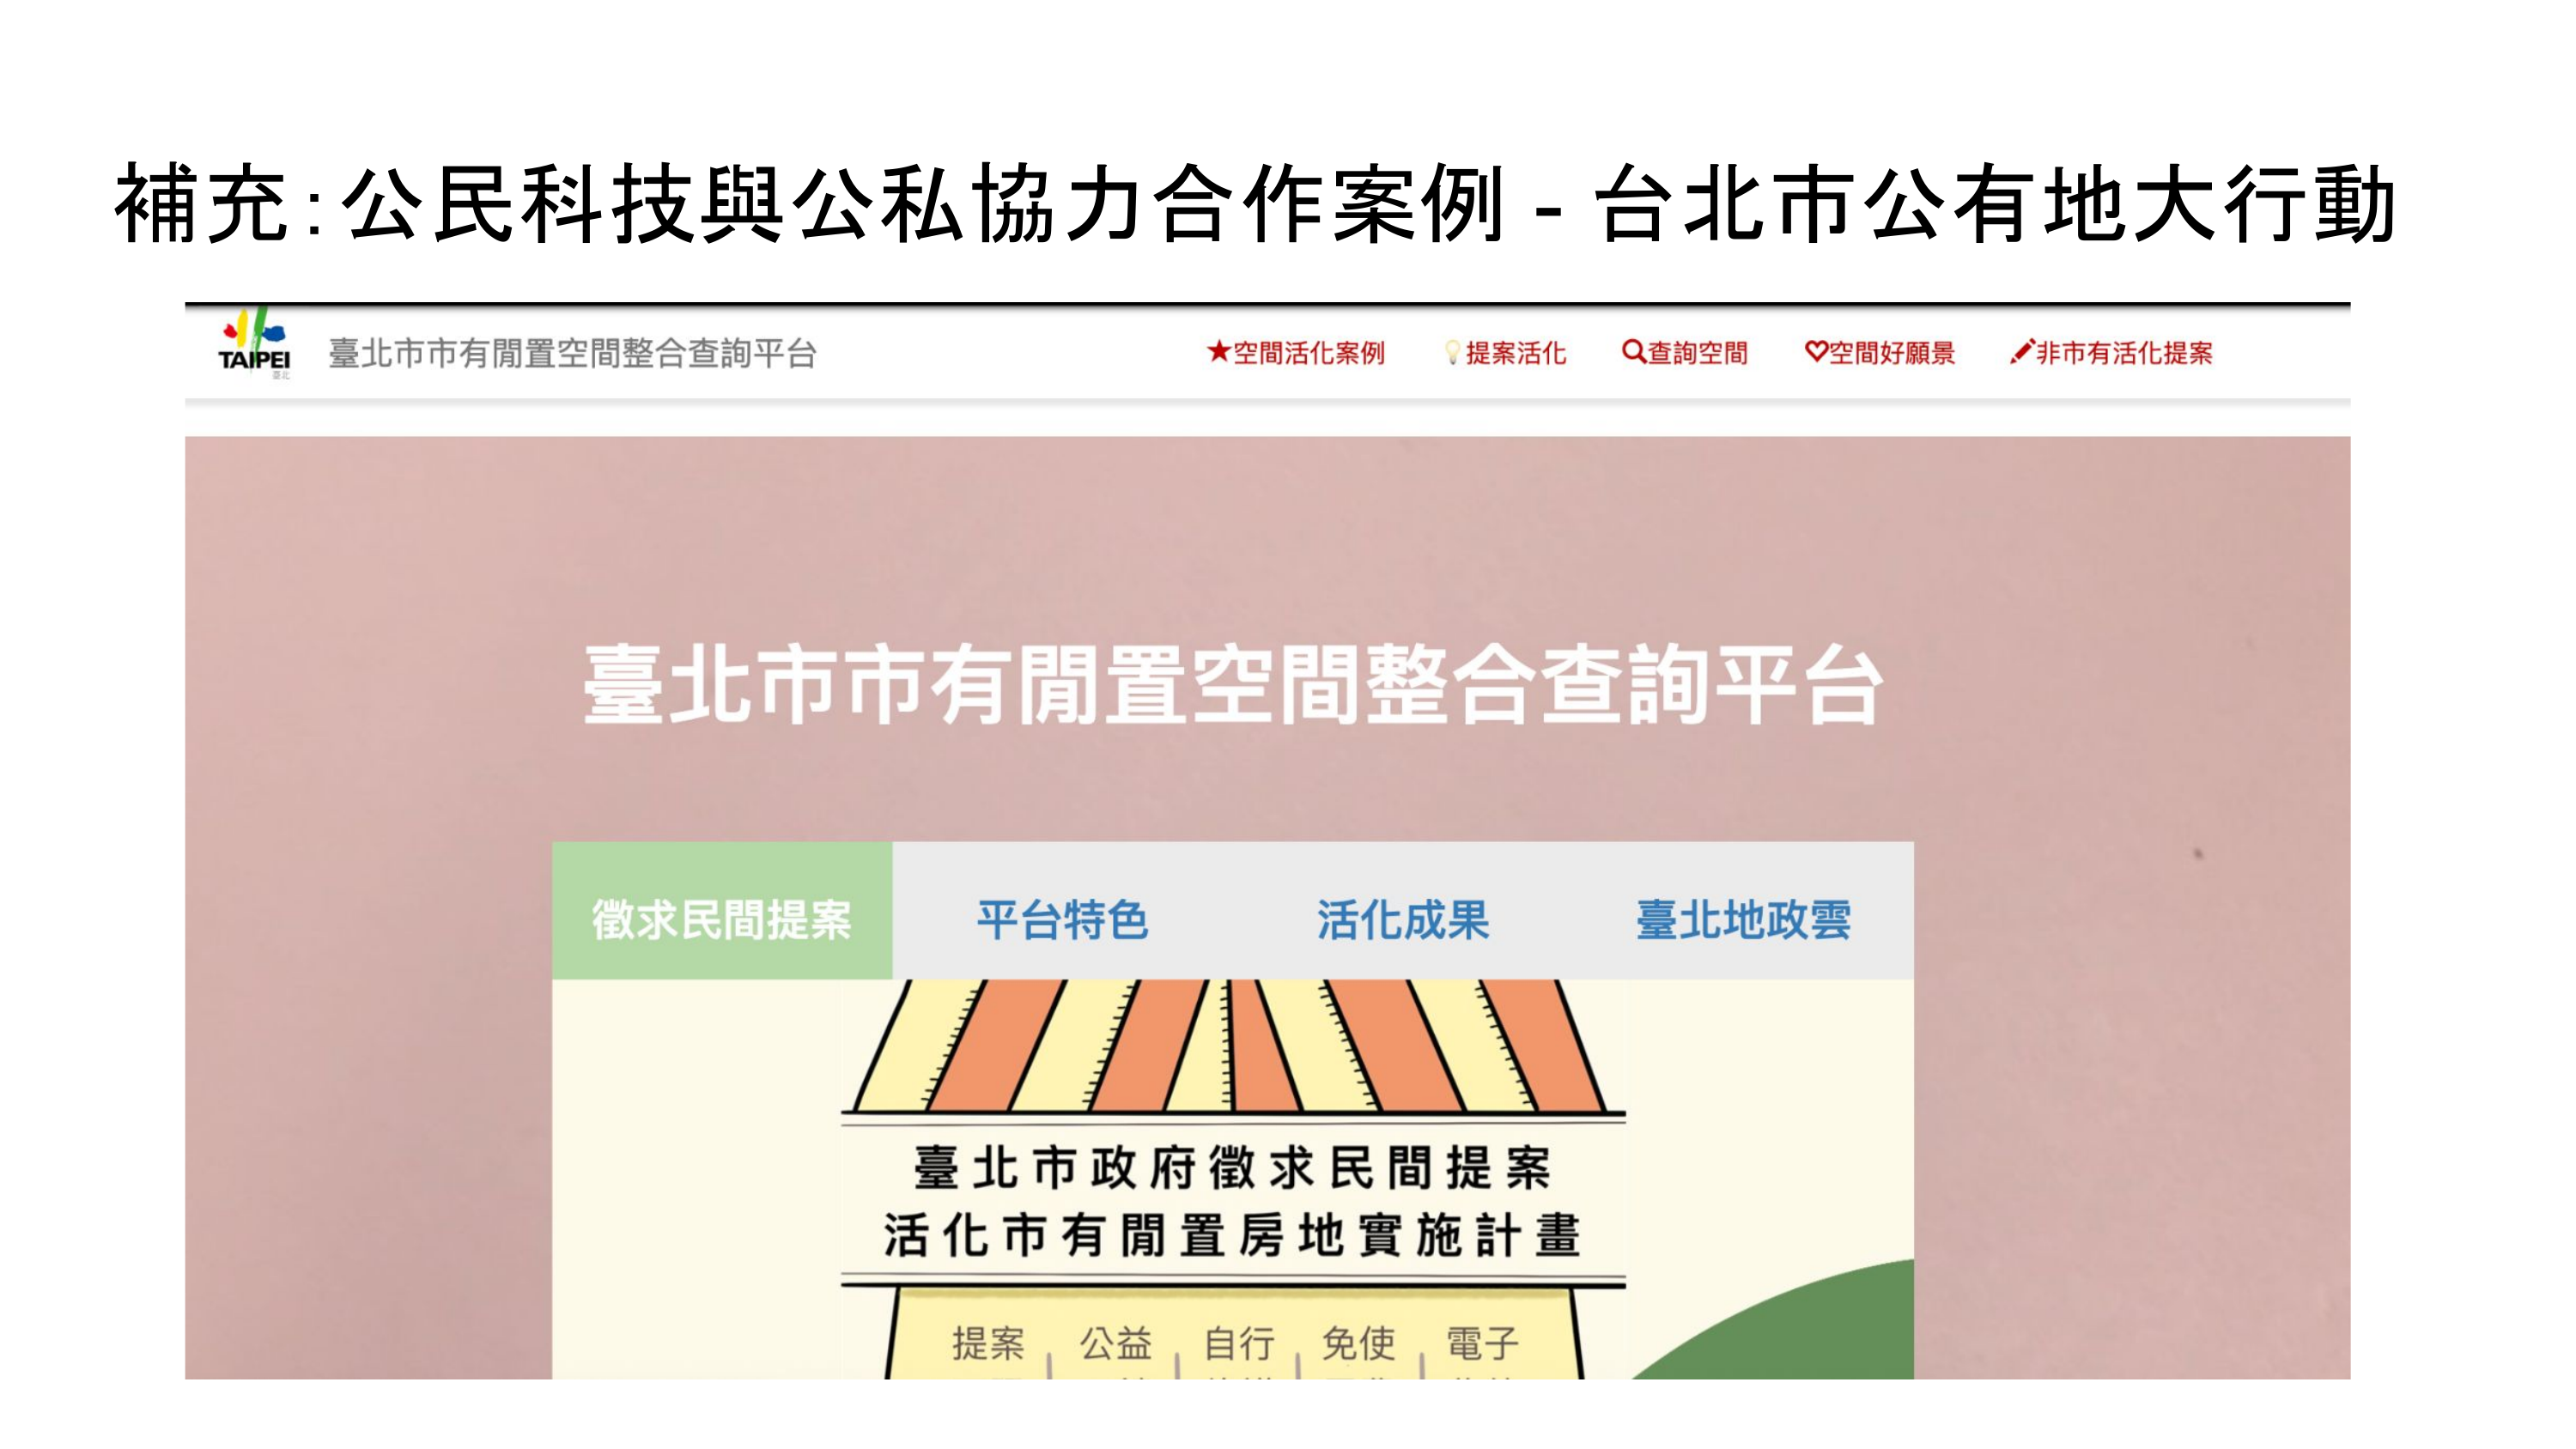 補充:公民科技與公私協力合作案例 - 台北市公有地大行動
TAIPEI
臺北
臺北市市有閒置空間整合查詢平台
★空間活化案例
提案活化
查詢空間
空間好願景
非市有活化提案
臺北市市有閒置空間整合查詢平台
徵求民間提案
平台特色
活化成果
臺北地政雲
臺北市政府徵求民間提案
活化市有閒置房地實施計畫
提案 公益 自行 免使 電子